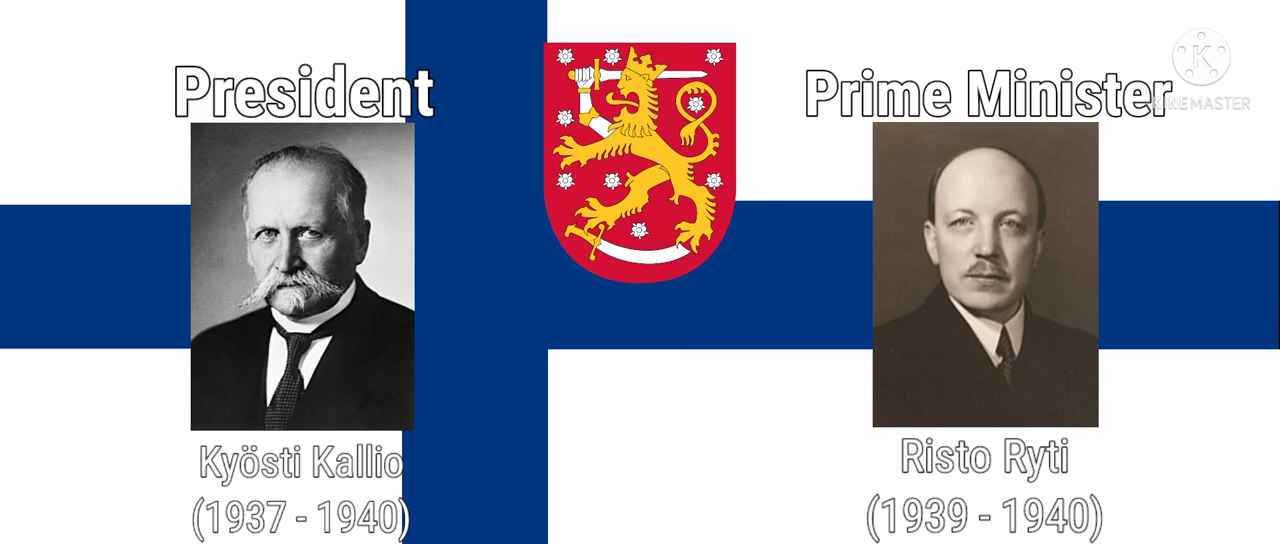 President
Prime Minister
K
KINEMASTER
Kyösti Kallio
(1937 - 1940)
Risto Ryti
(1939 - 1940)